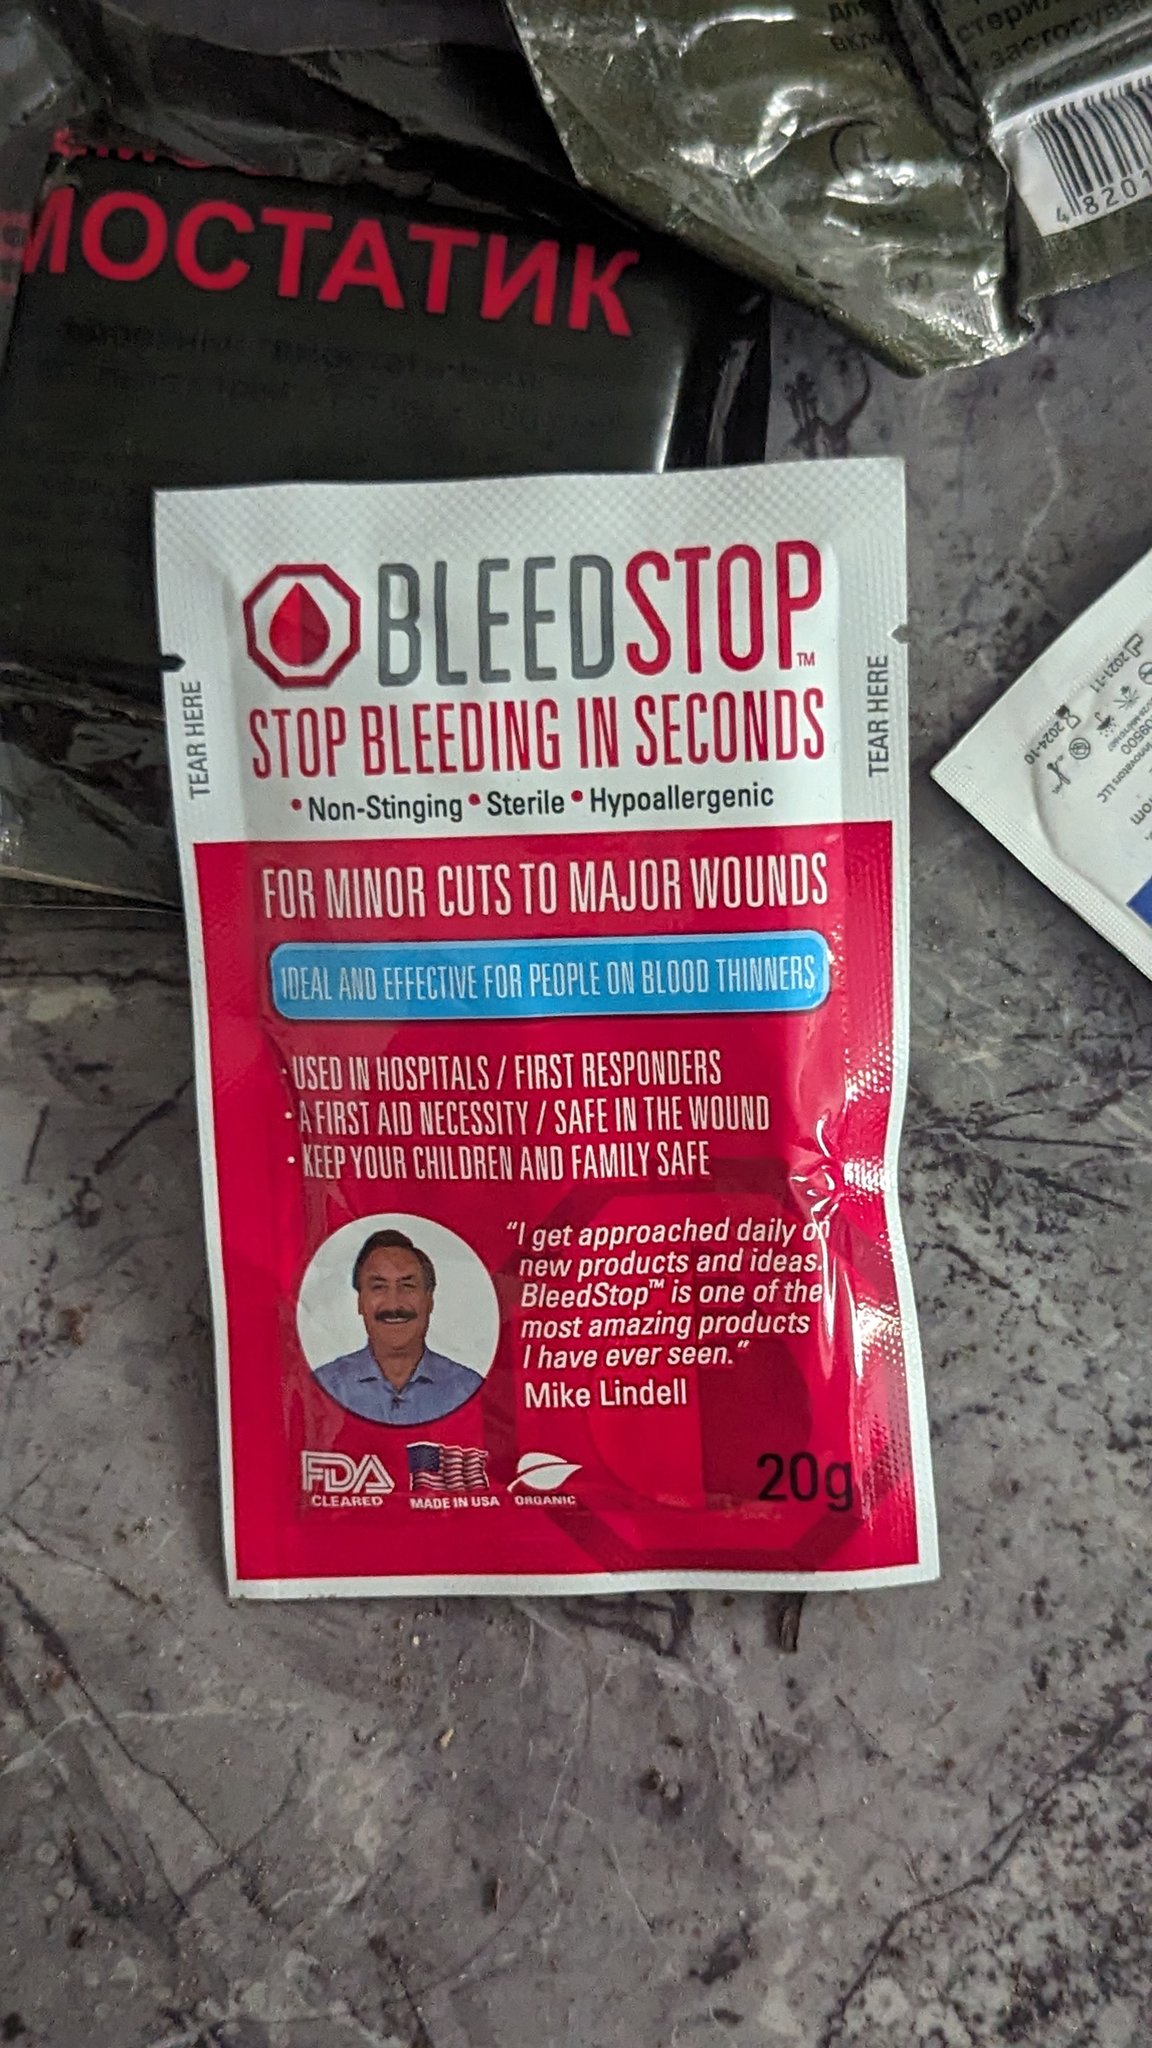 МОСТАТИК
48201
BLEEDSTOP™
STOP BLEEDING IN SECONDS
• Non-Stinging • Sterile • Hypoallergenic
TEAR HERE
TEAR HERE
FOR MINOR CUTS TO MAJOR WOUNDS
IDEAL AND EFFECTIVE FOR PEOPLE ON BLOOD THINNERS
· USED IN HOSPITALS / FIRST RESPONDERS
· A FIRST AID NECESSITY / SAFE IN THE WOUND
· KEEP YOUR CHILDREN AND FAMILY SAFE
“I get approached daily on
new products and ideas.
BleedStop™ is one of the
most amazing products
I have ever seen.”
Mike Lindell
FDA
CLEARED
MADE IN USA
ORGANIC
20g
2021-11
2024-10